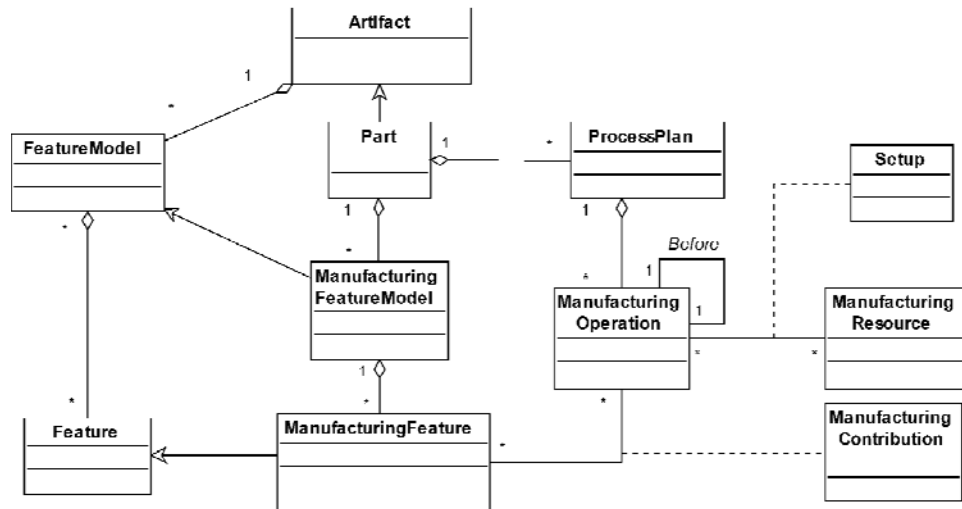 Artifact
1
*
FeatureModel
Part
1
*
ProcessPlan
Setup
*
1
1
Before
*
Manufacturing
FeatureModel
*
1
Manufacturing
Operation
1
Manufacturing
Resource
1
*
*
*
*
*
Feature
ManufacturingFeature
*
Manufacturing
Contribution